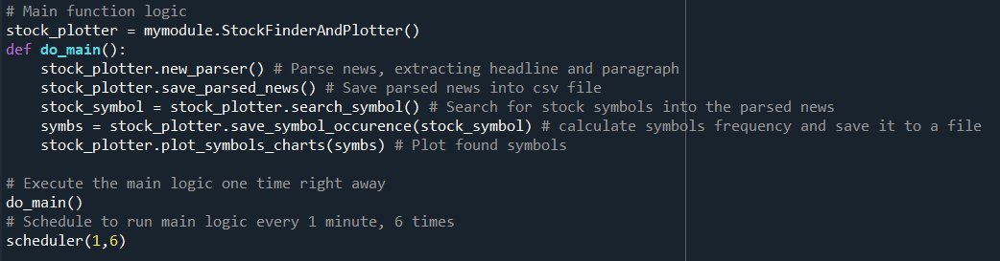 # Main function logic
stock_plotter = mymodule.StockFinderAndPlotter()
def do_main():
    stock_plotter.new_parser() # Parse news, extracting headline and paragraph
    stock_plotter.save_parsed_news() # Save parsed news into csv file
    stock_symbol = stock_plotter.search_symbol() # Search for stock symbols into the parsed news
    symbs = stock_plotter.save_symbol_occurence(stock_symbol) # calculate symbols frequency and save it to a file
    stock_plotter.plot_symbols_charts(symbs) # Plot found symbols

# Execute the main logic one time right away
do_main()
# Schedule to run main logic every 1 minute, 6 times
scheduler(1,6)